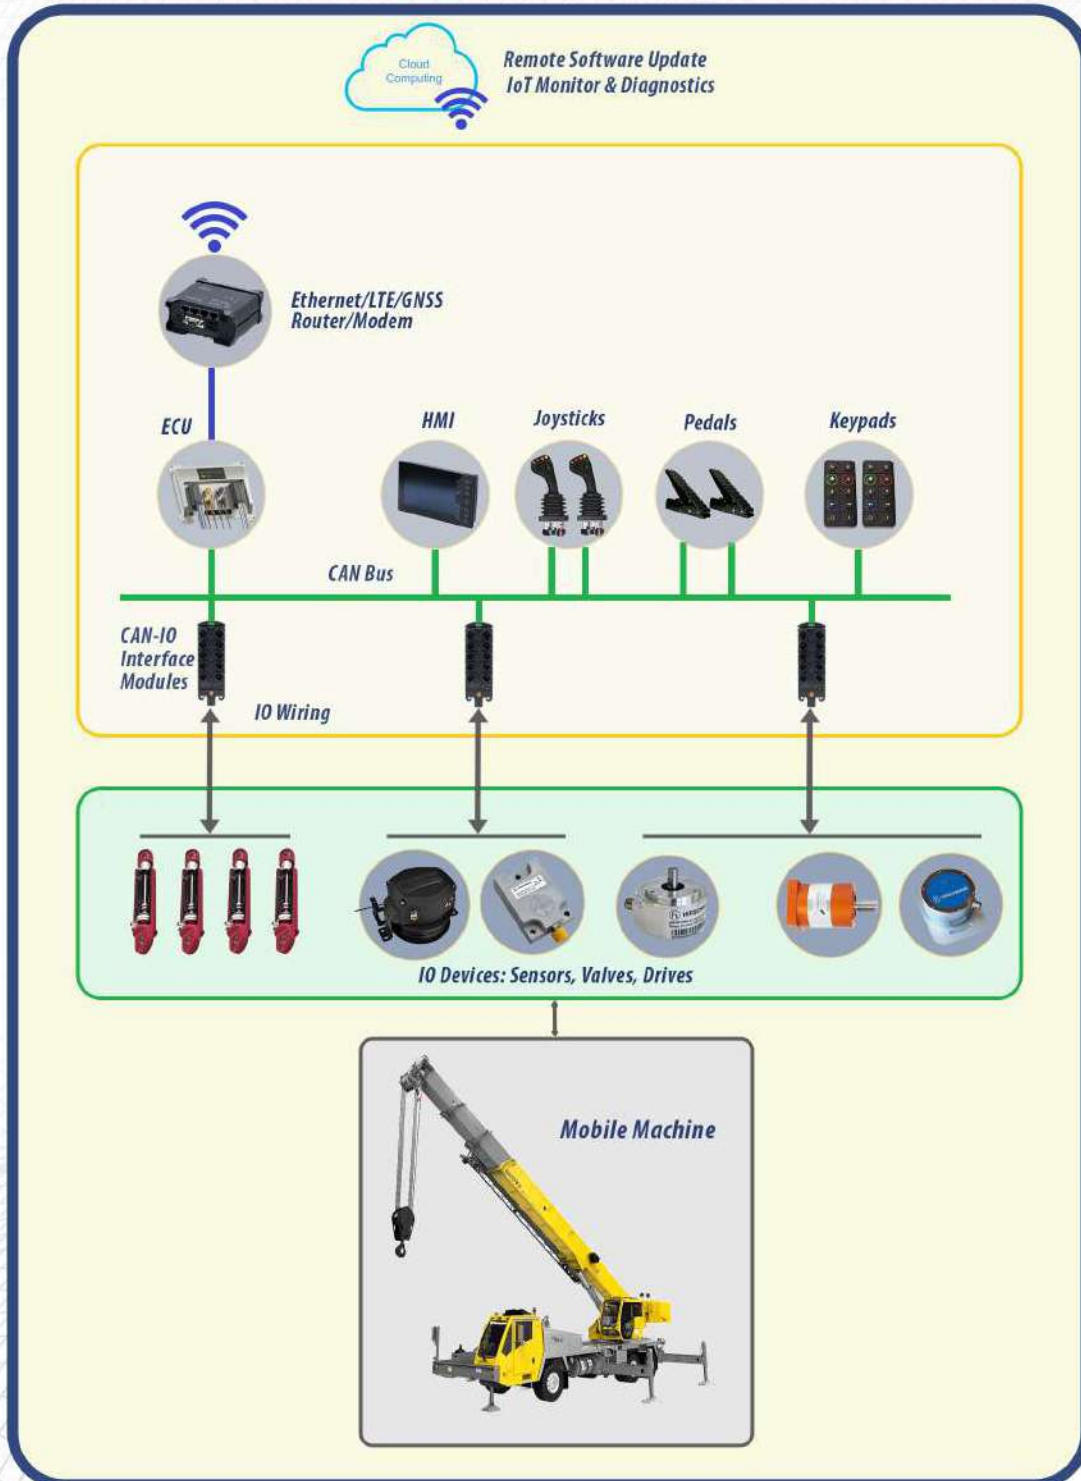 Cloud
Computing
Remote Software Update
IoT Monitor & Diagnostics
Ethernet/LTE/GNSS
Router/Modem
ECU
HMI
Joysticks
Pedals
Keypads
CAN Bus
CAN-IO
Interface
Modules
IO Wiring
IO Devices: Sensors, Valves, Drives
Mobile Machine